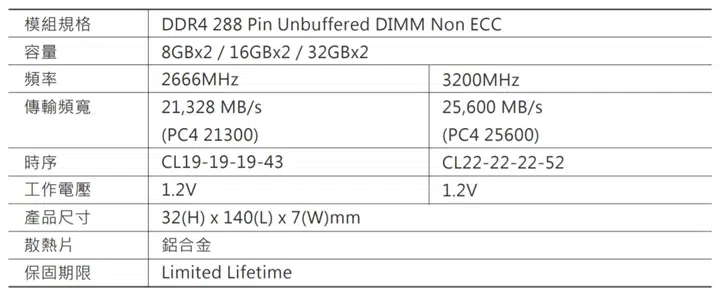 模組規格 DDR4 288 Pin Unbuffered DIMM Non ECC
容量 8GBx2 / 16GBx2 / 32GBx2
頻率 2666MHz 3200MHz
傳輸頻寬 21,328 MB/s 25,600 MB/s
(PC4 21300) (PC4 25600)
時序 CL19-19-19-43 CL22-22-22-52
工作電壓 1.2V 1.2V
產品尺寸 32(H) x 140(L) x 7(W)mm
散熱片 鋁合金
保固期限 Limited Lifetime